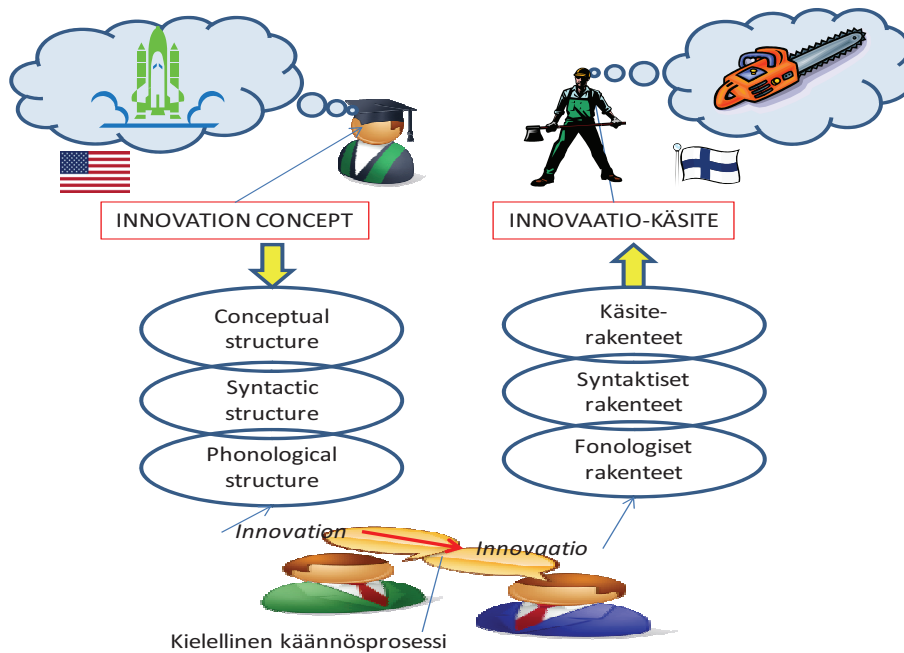 INNOVATION CONCEPT
Conceptual
structure
Syntactic
structure
Phonological
structure
Innovation
INNOVAATIO-KÄSITE
Käsite-
rakenteet
Syntaktiset
rakenteet
Fonologiset
rakenteet
Innovaatio
Kielellinen käännösprosessi